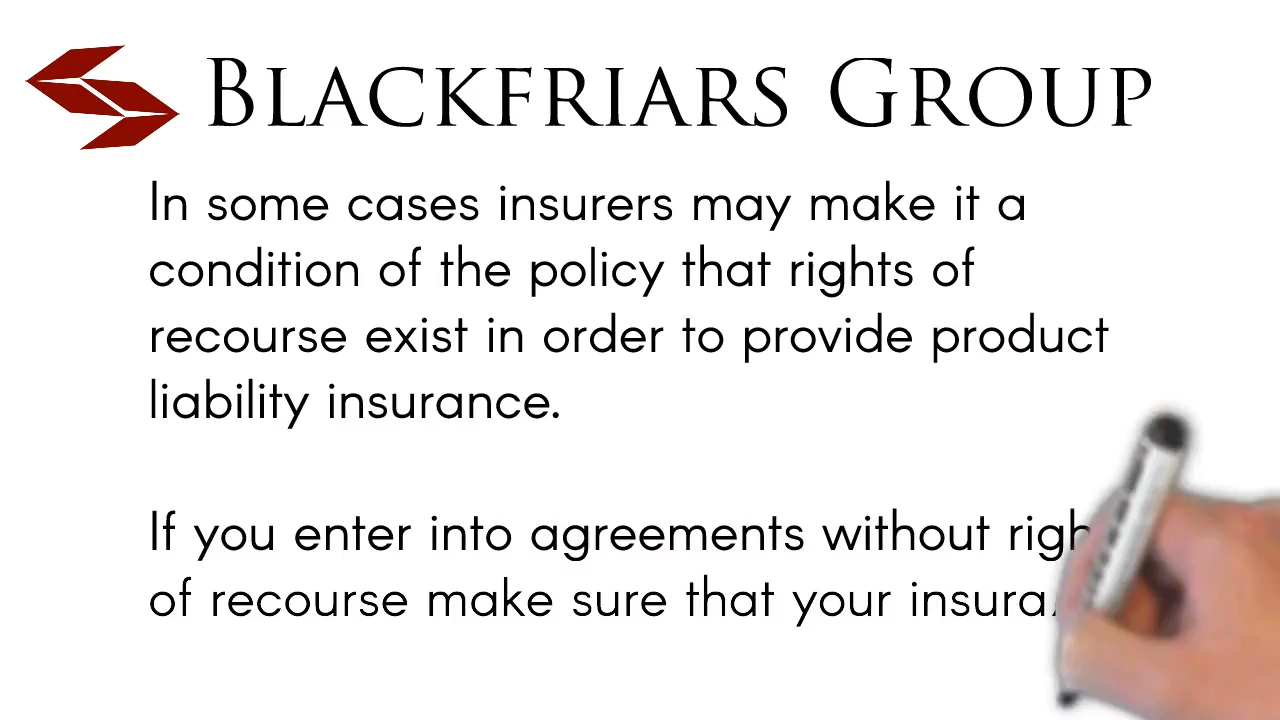 BLACKFRIARS GROUP
In some cases insurers may make it a
condition of the policy that rights of
recourse exist in order to provide product
liability insurance.
If you enter into agreements without
of recourse make sure that your